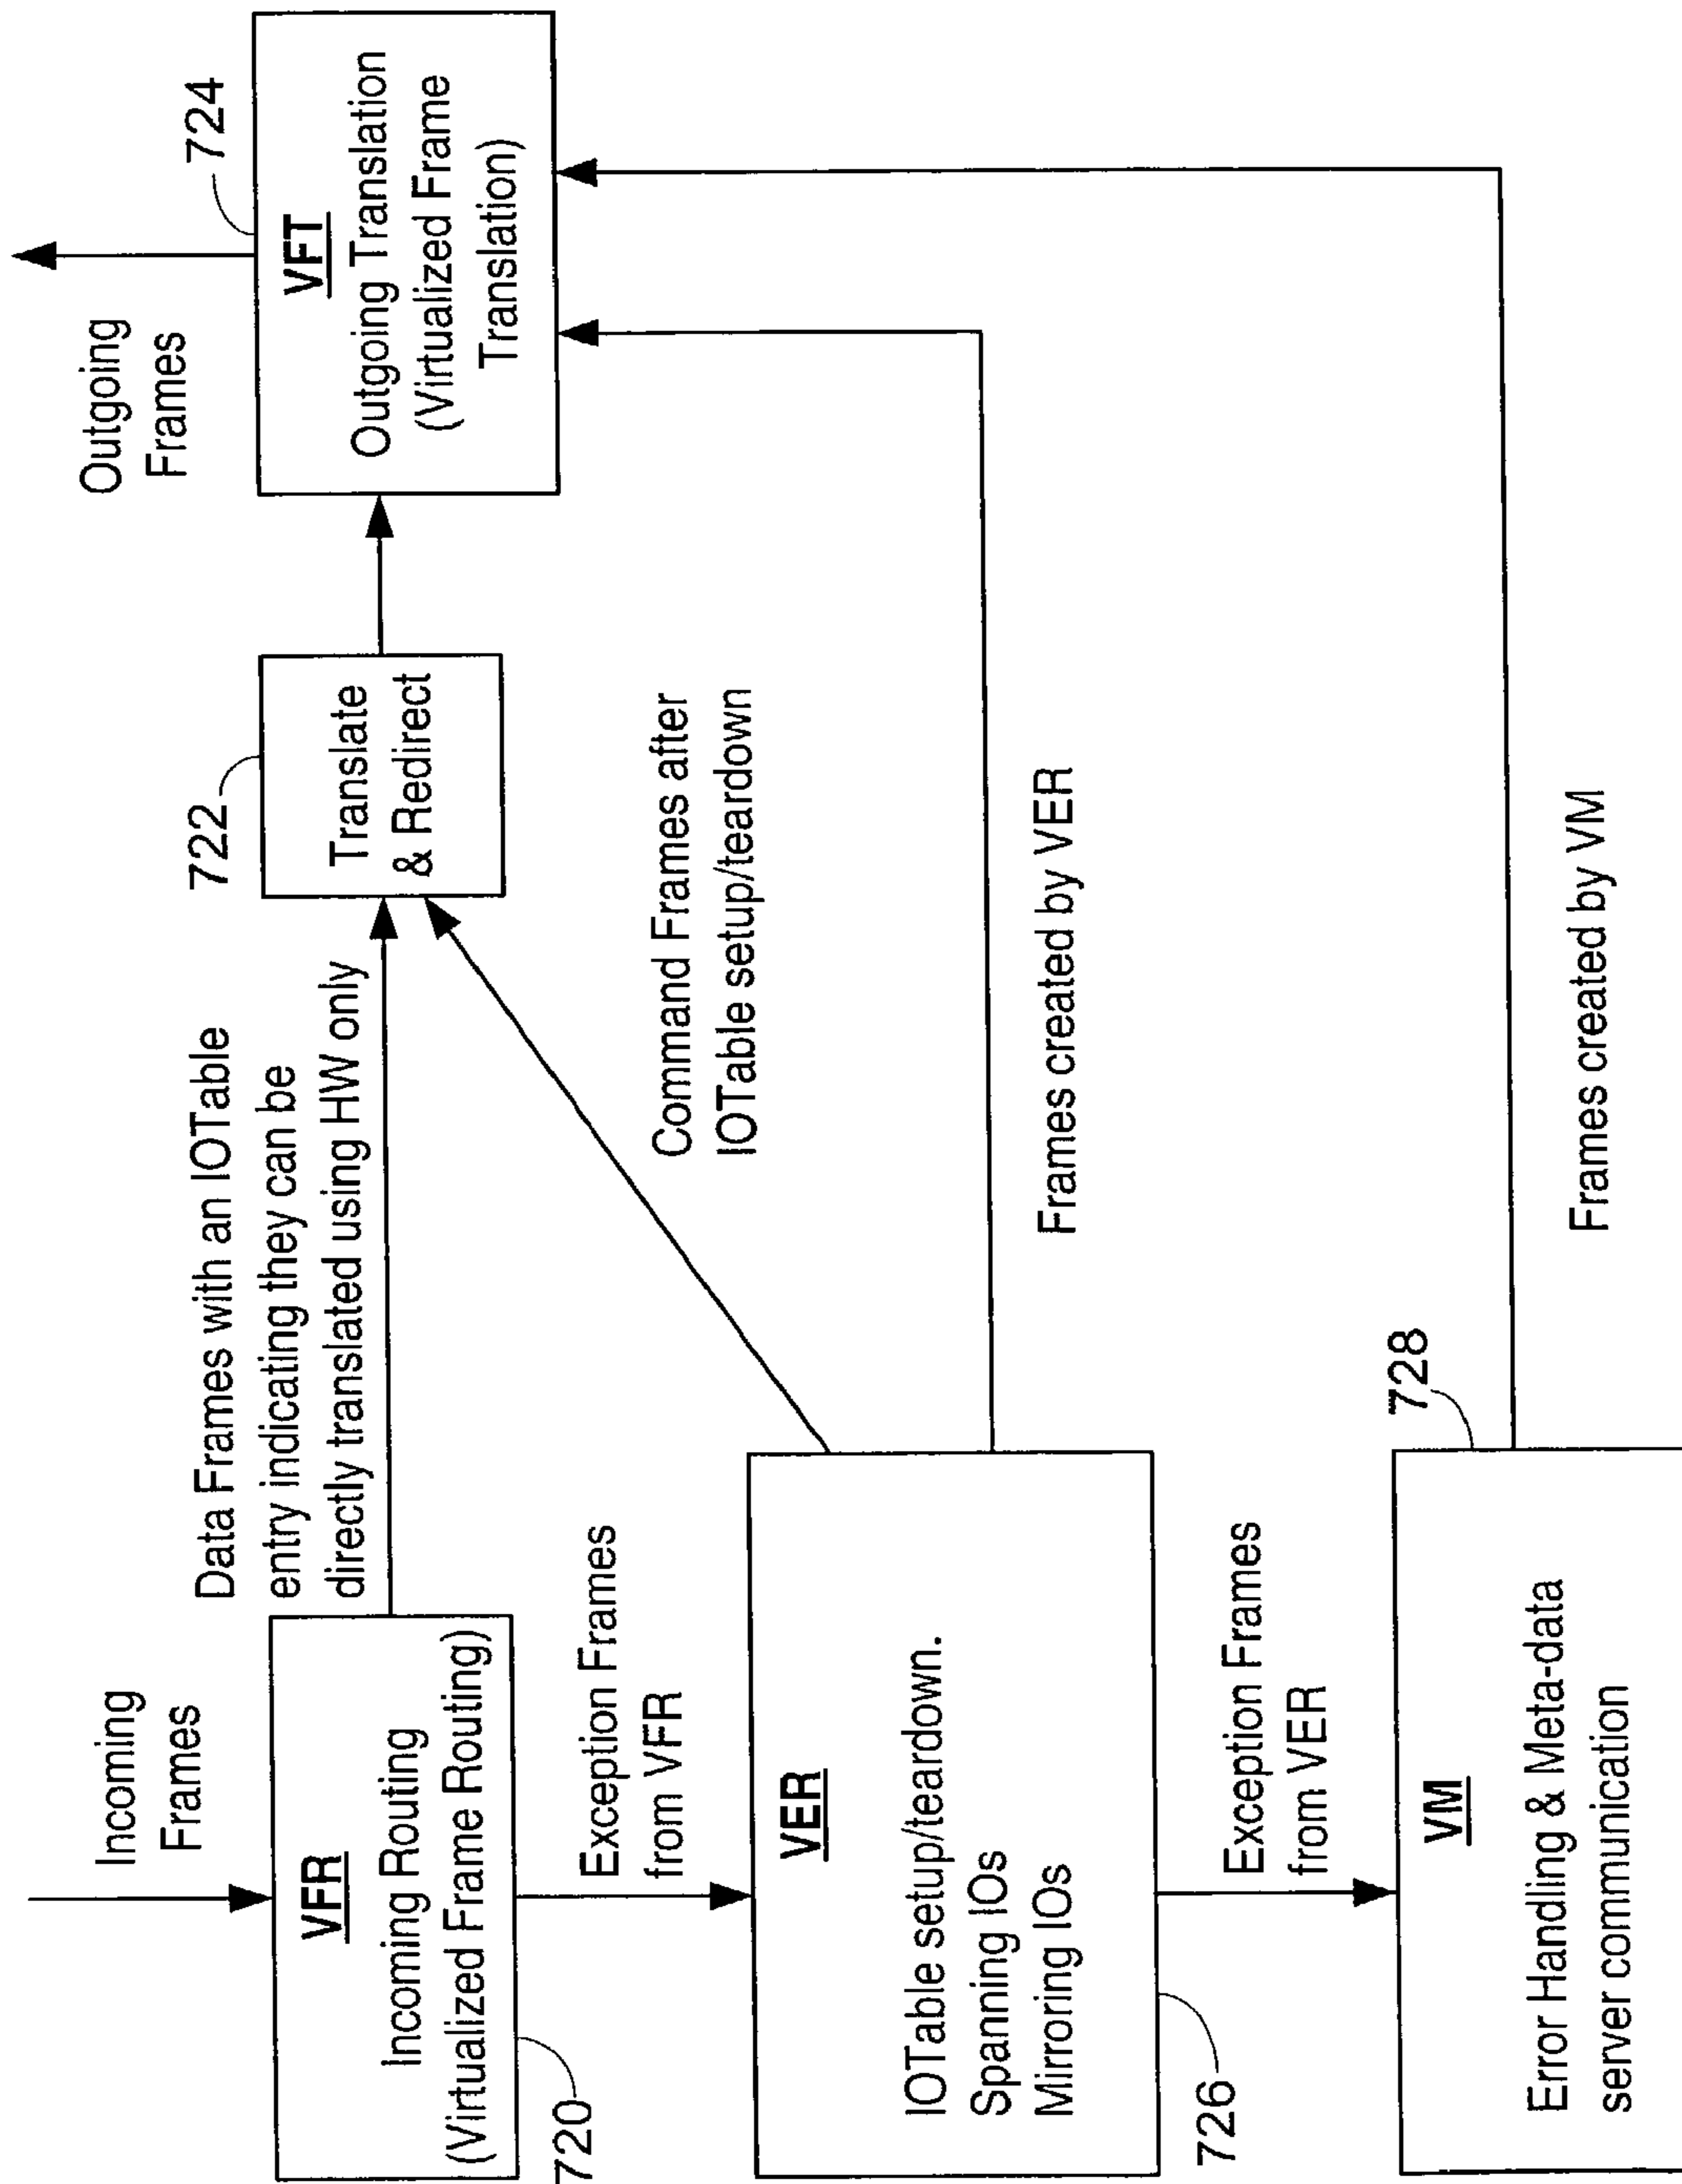 Incoming
Frames
VFR
Incoming Routing
(Virtualized Frame Routing)
720
Data Frames with an IOTable
entry indicating they can be
directly translated using HW only
722
Translate
& Redirect
Outgoing
Frames
724
VFT
Outgoing Translation
(Virtualized Frame
Translation)
Exception Frames
from VFR
Command Frames after
IOTable setup/teardown
VER
IOTable setup/teardown.
Spanning IOs
Mirroring IOs
726
Frames created by VER
Exception Frames
from VER
728
VM
Error Handling & Meta-data
server communication
Frames created by VM